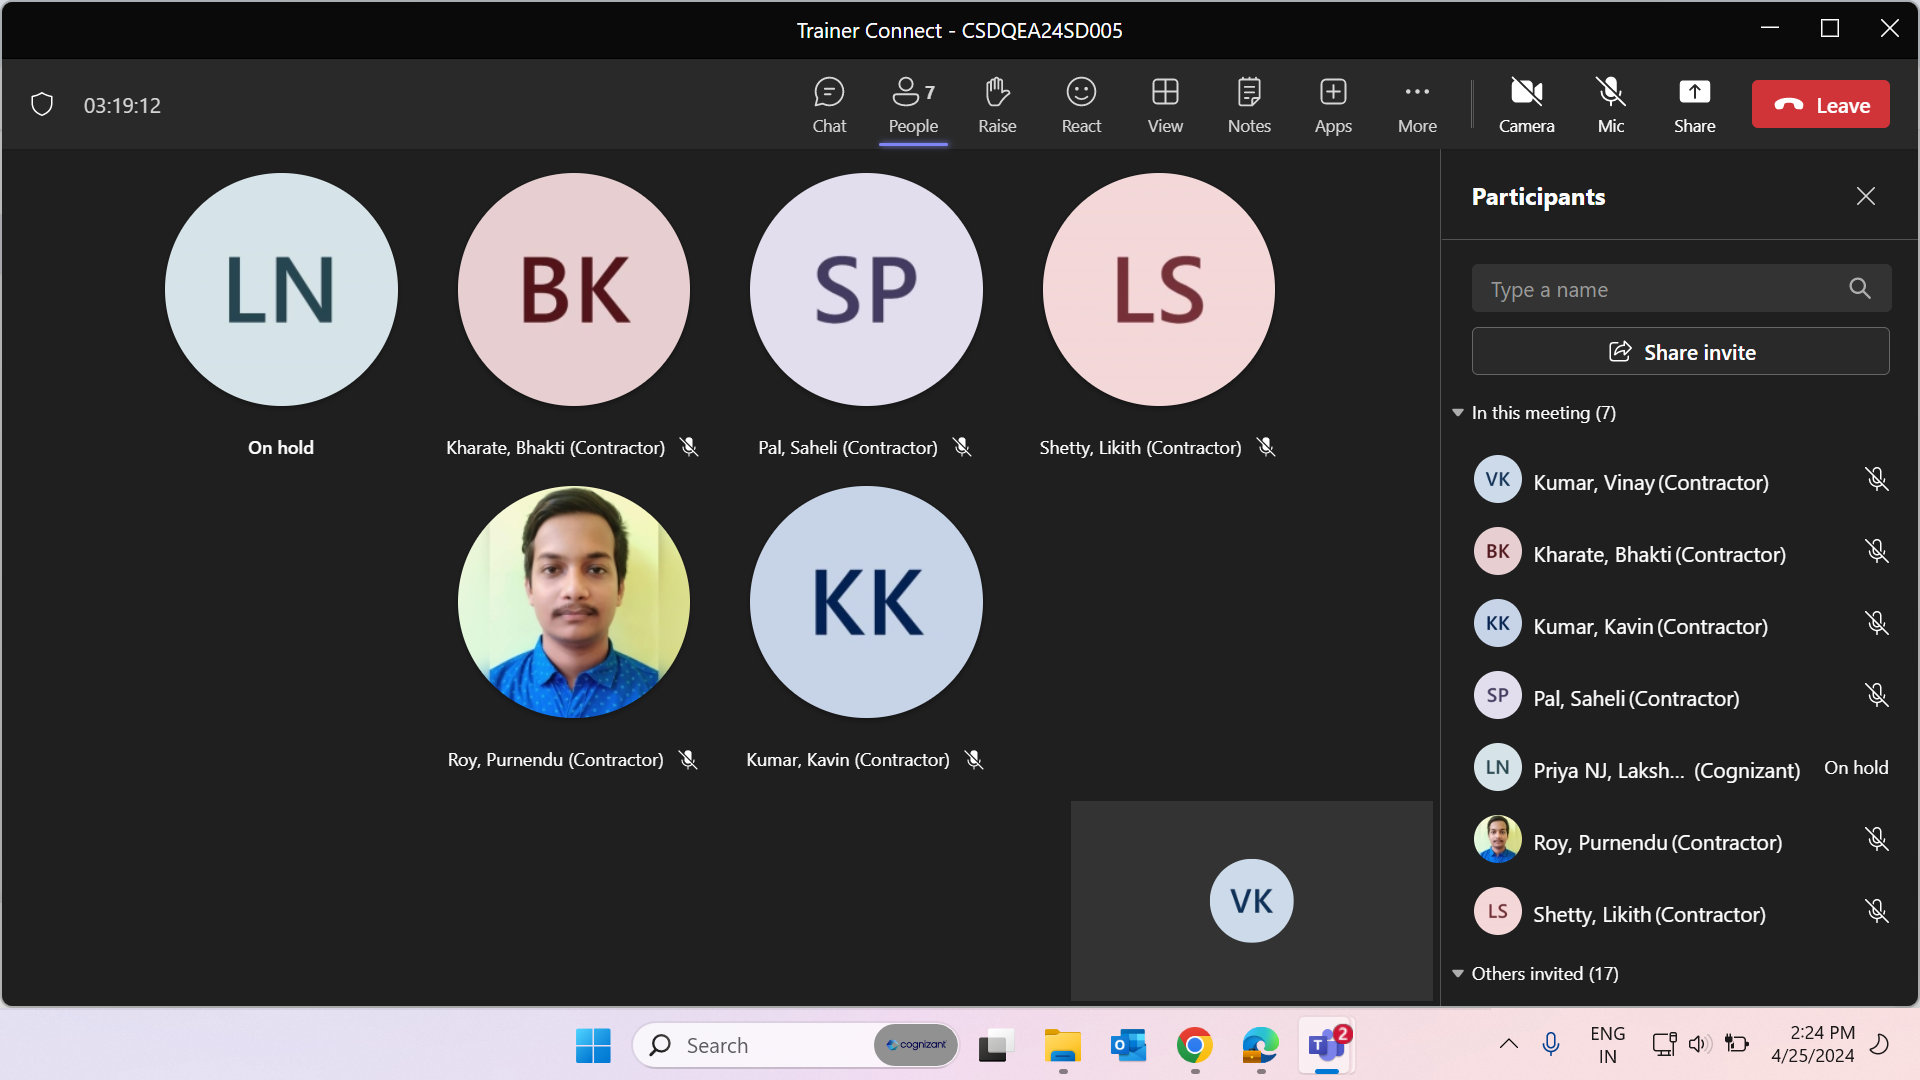 Trainer Connect - CSDQEA24SD005
03:19:12
Chat
People 7
Raise
React
View
Notes
Apps
More
Camera
Mic
Share
Leave
LN
BK
SP
LS
On hold
Kharate, Bhakti (Contractor)
Pal, Saheli (Contractor)
Shetty, Likith (Contractor)
KK
Roy, Purnendu (Contractor)
Kumar, Kavin (Contractor)
VK
Participants
Type a name
Share invite
In this meeting (7)
VK Kumar, Vinay (Contractor)
BK Kharate, Bhakti (Contractor)
KK Kumar, Kavin (Contractor)
SP Pal, Saheli (Contractor)
LN Priya NJ, Laksh... (Cognizant) On hold
Roy, Purnendu (Contractor)
LS Shetty, Likith (Contractor)
Others invited (17)
Search
cognizant
T 2
ENG
IN
2:24 PM
4/25/2024